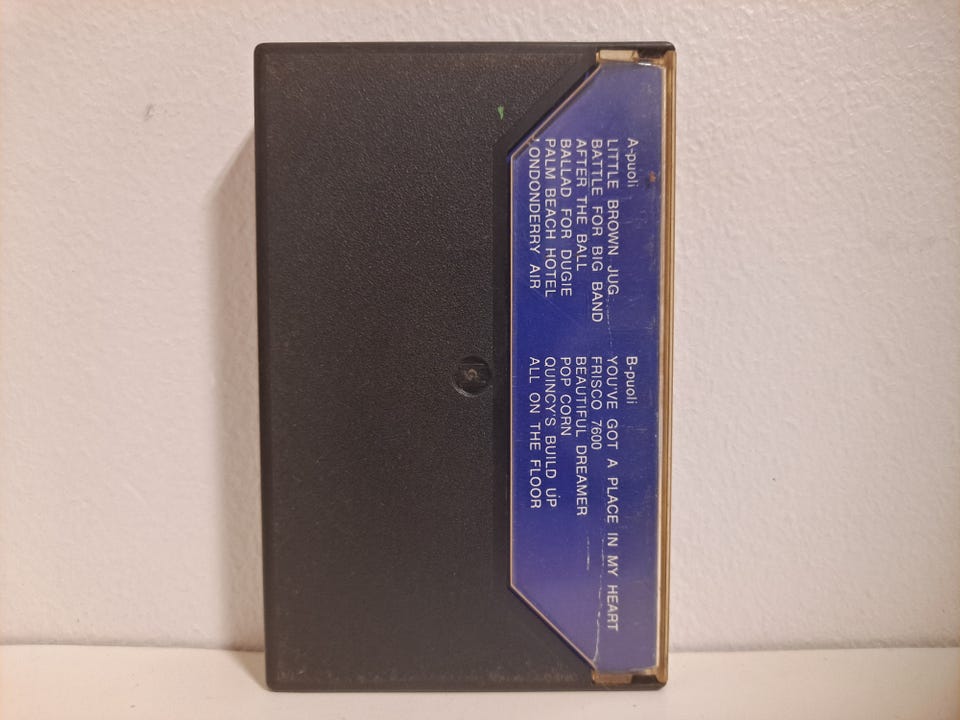 A-puoli
LITTLE BROWN JUG
BATTLE FOR BIG BAND
AFTER THE BALL
BALLAD FOR DUGIE
PALM BEACH HOTEL
LONDONDERRY AIR
B-puoli
YOU'VE GOT A PLACE IN MY HEART
FRISCO 7600
BEAUTIFUL DREAMER
POP CORN
QUINCY'S BUILD UP
ALL ON THE FLOOR